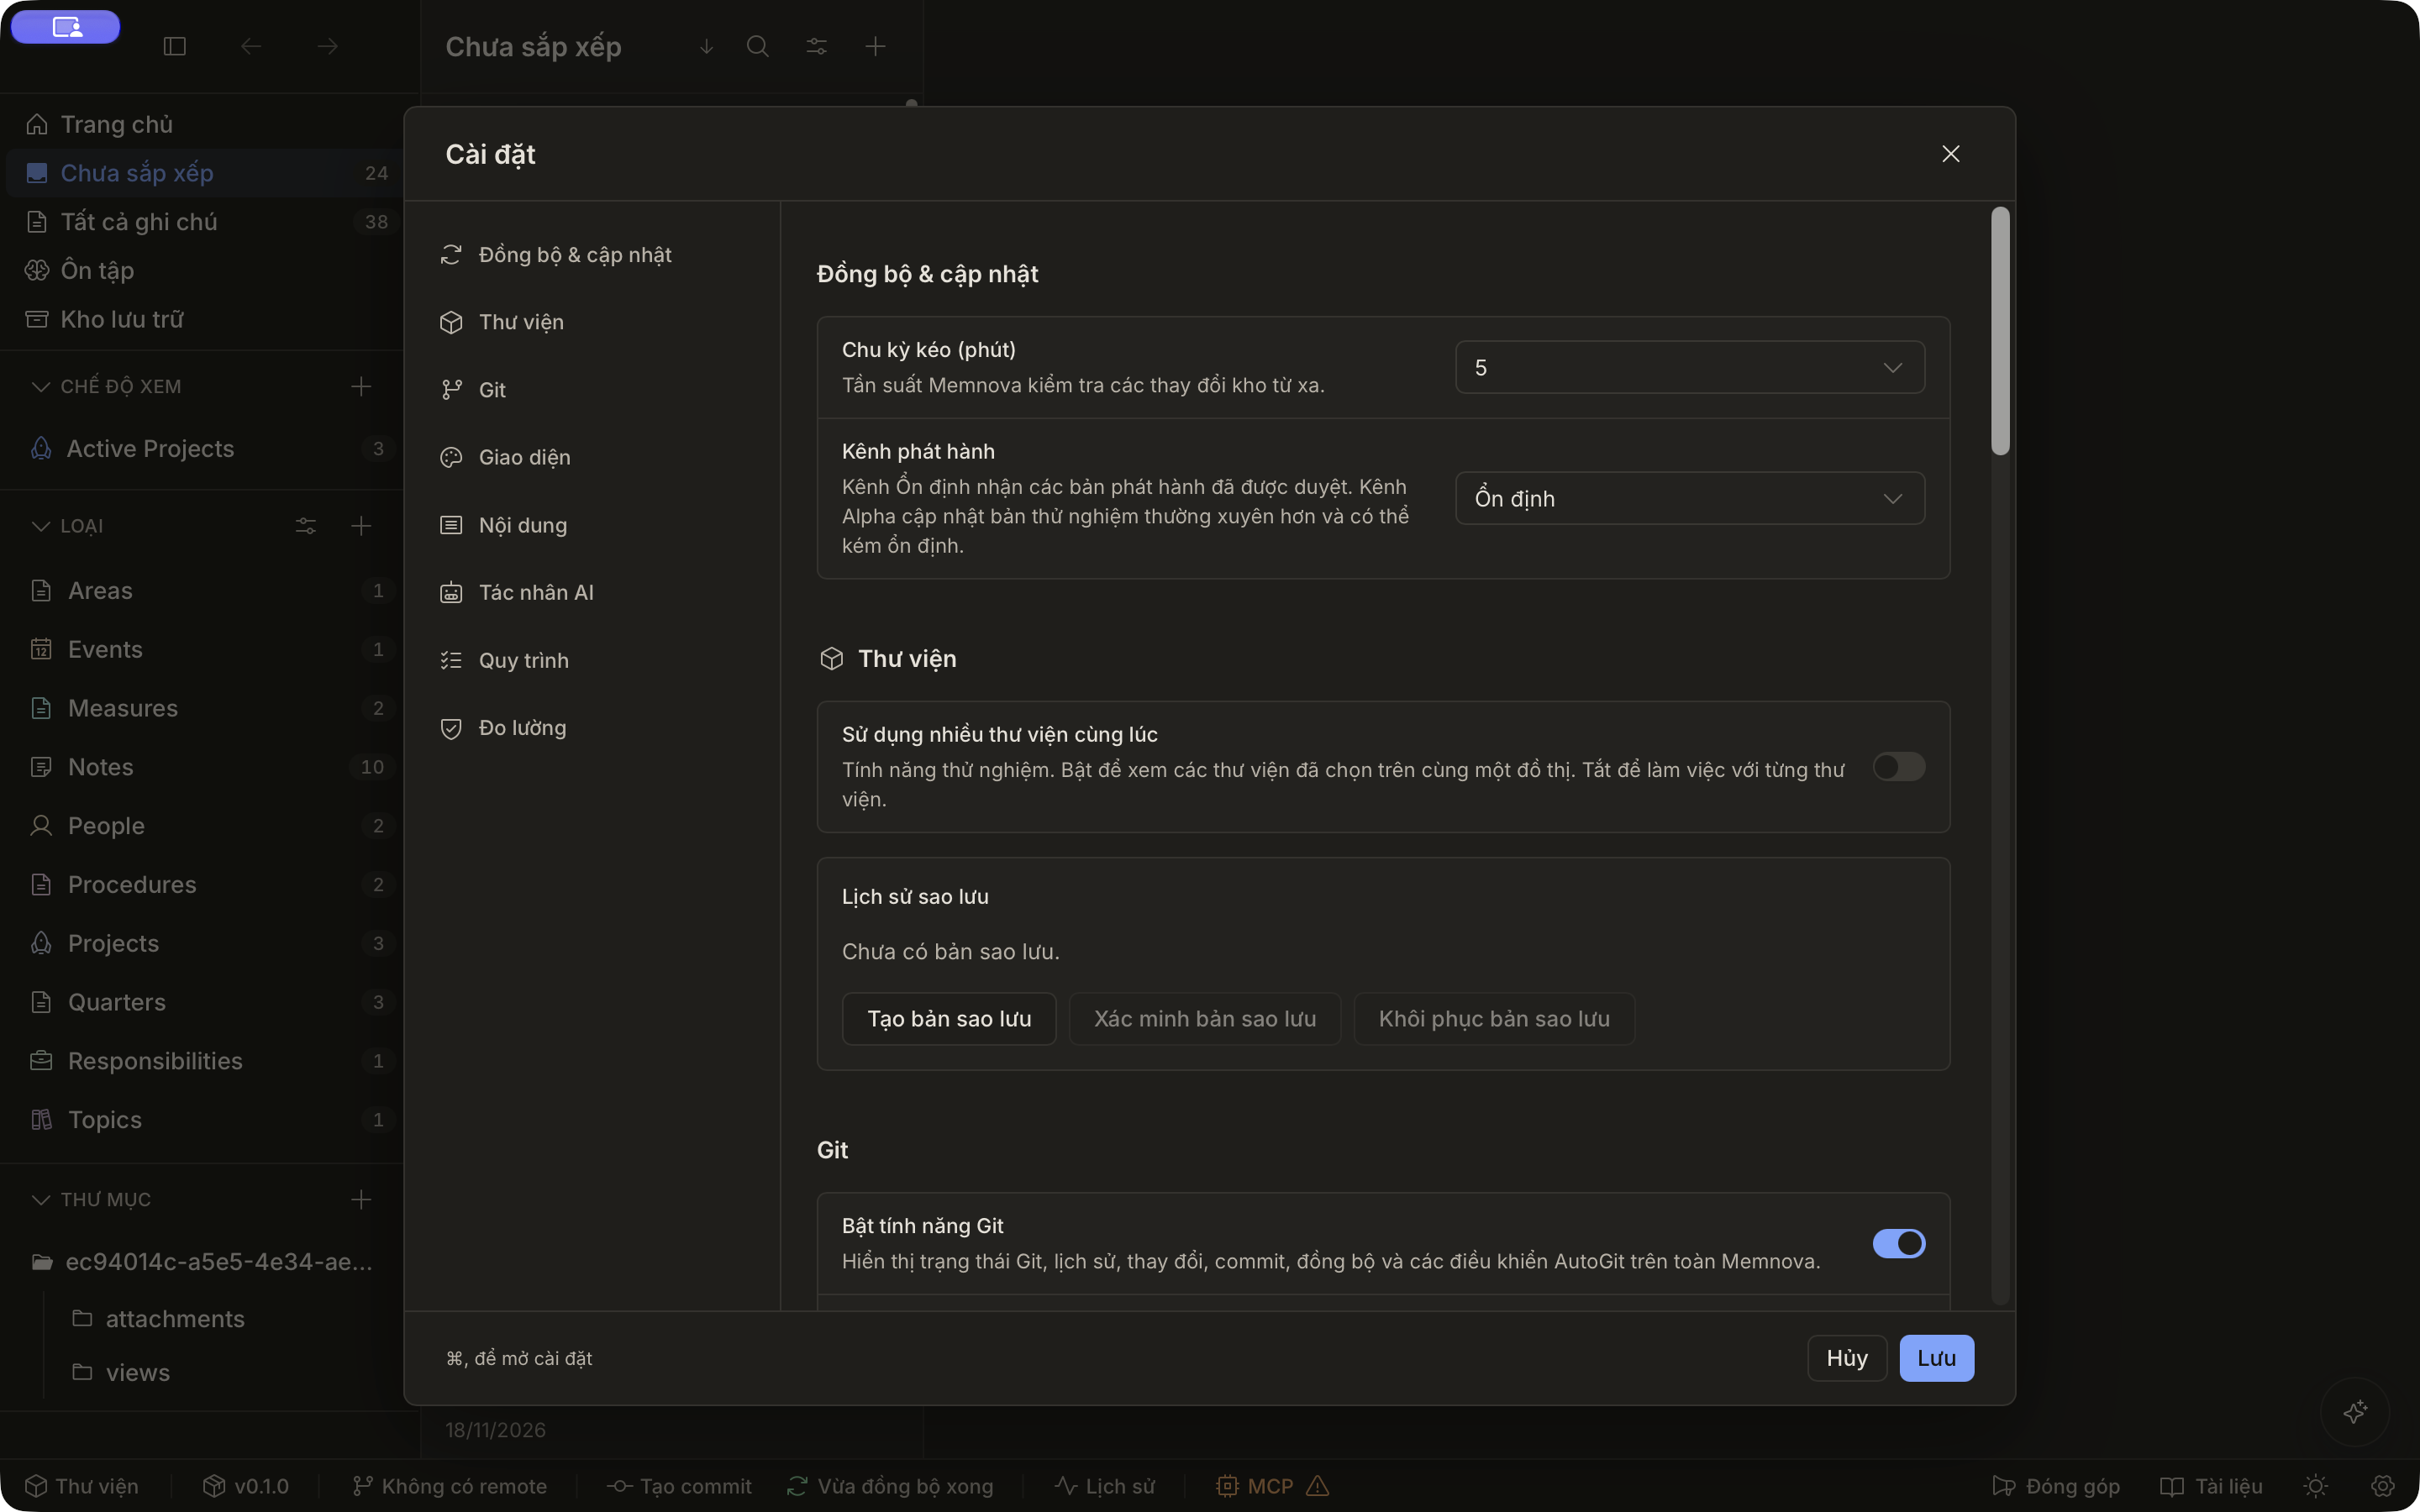 Chưa sắp xếp
Trang chủ
Chưa sắp xếp 24
Tất cả ghi chú 38
Ôn tập
Kho lưu trữ
CHẾ ĐỘ XEM
Active Projects 3
LOẠI
Areas 1
Events 1
Measures 2
Notes 10
People 2
Procedures 2
Projects 3
Quarters 3
Responsibilities 1
Topics 1
THƯ MỤC
ec94014c-a5e5-4e34-ae...
attachments
views
Cài đặt
Đồng bộ & cập nhật
Thư viện
Git
Giao diện
Nội dung
Tác nhân AI
Quy trình
Đo lường
Đồng bộ & cập nhật
Chu kỳ kéo (phút)
Tần suất Memnova kiểm tra các thay đổi kho từ xa.
5
Kênh phát hành
Kênh Ổn định nhận các bản phát hành đã được duyệt. Kênh
Alpha cập nhật bản thử nghiệm thường xuyên hơn và có thể
kém ổn định.
Ổn định
Thư viện
Sử dụng nhiều thư viện cùng lúc
Tính năng thử nghiệm. Bật để xem các thư viện đã chọn trên cùng một đồ thị. Tắt để làm việc với từng thư
viện.
Lịch sử sao lưu
Chưa có bản sao lưu.
Tạo bản sao lưu Xác minh bản sao lưu Khôi phục bản sao lưu
Git
Bật tính năng Git
Hiển thị trạng thái Git, lịch sử, thay đổi, commit, đồng bộ và các điều khiển AutoGit trên toàn Memnova.
⌘, để mở cài đặt
Hủy Lưu
18/11/2026
Thư viện v0.1.0 Không có remote Tạo commit Vừa đồng bộ xong Lịch sử MCP Đóng góp Tài liệu